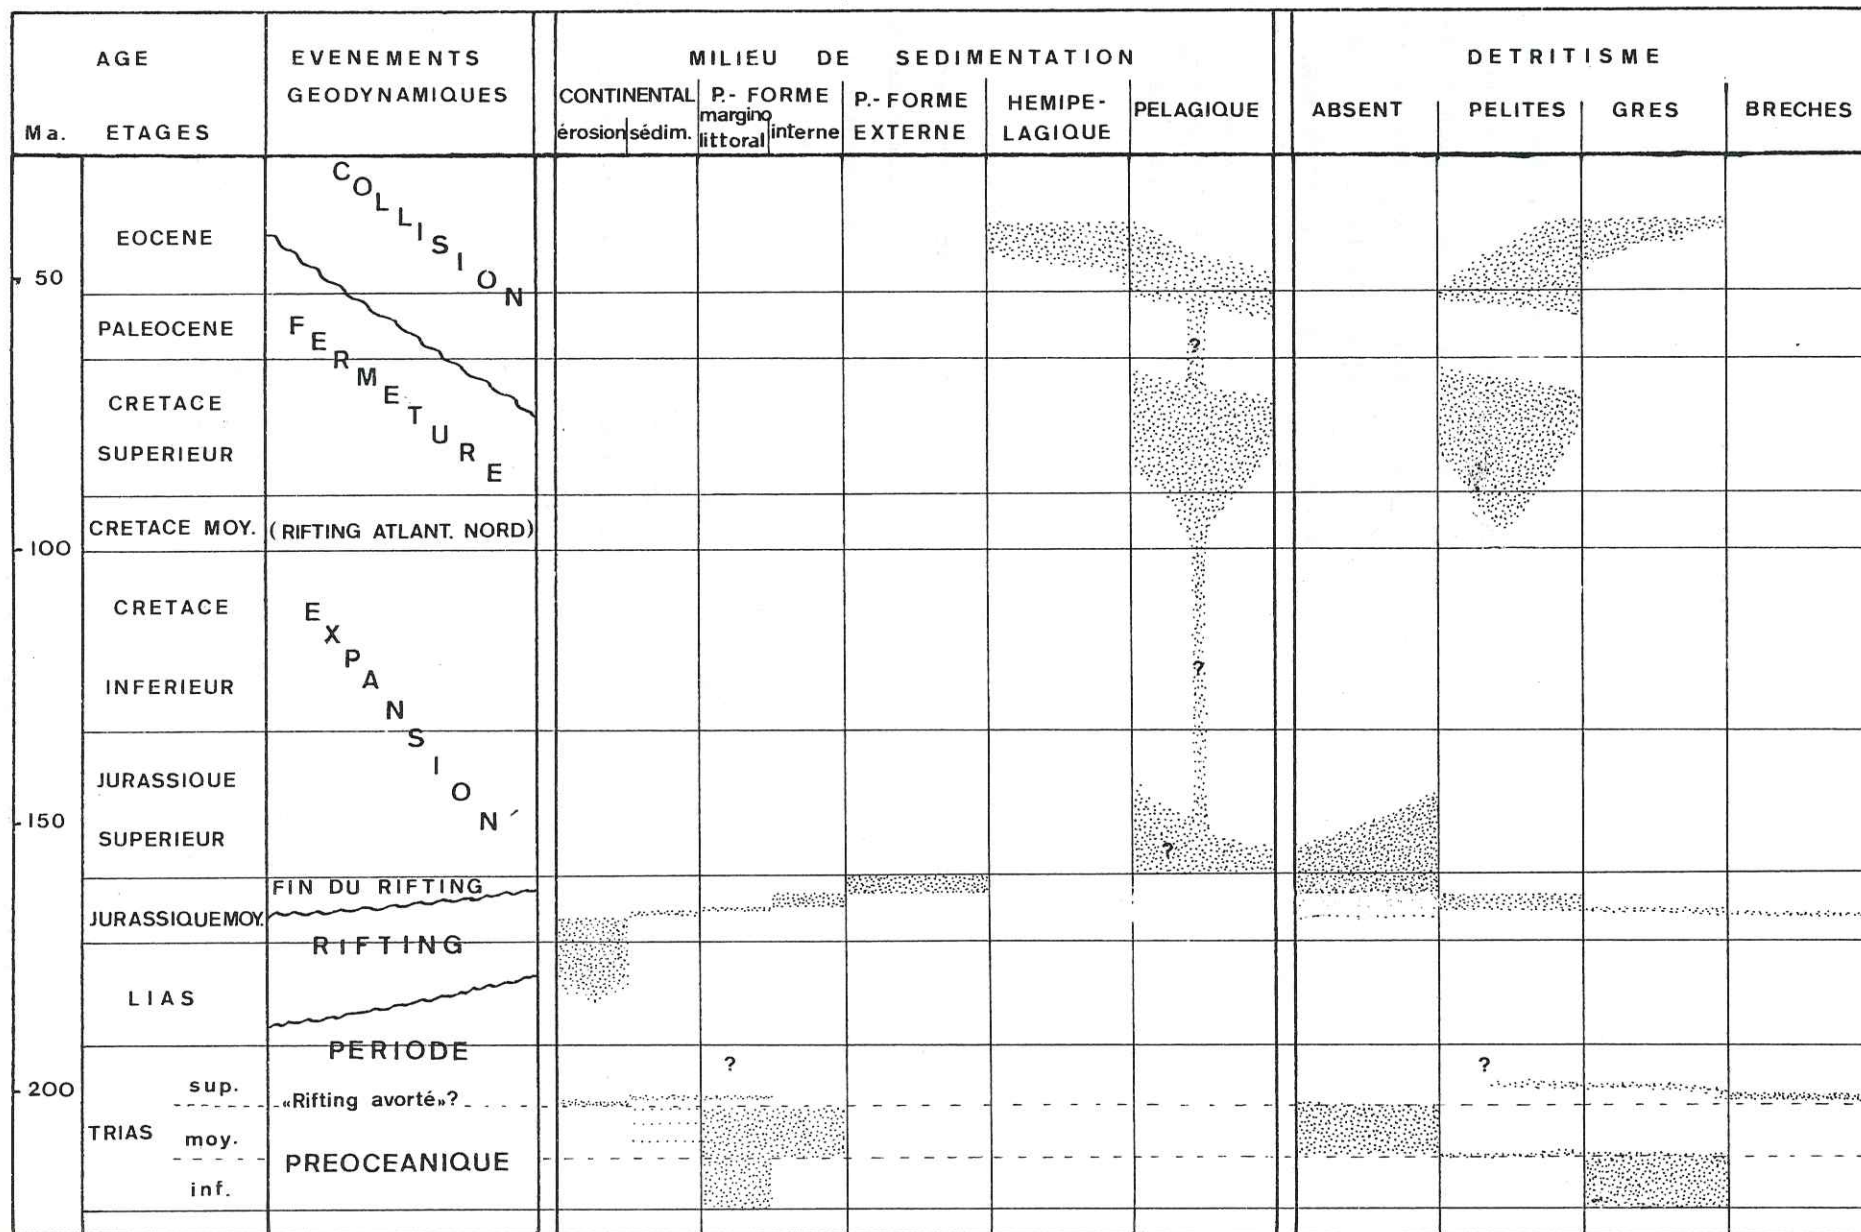 AGE
EVENEMENTS
GEODYNAMIQUES
MILIEU DE SEDIMENTATION
DETRITISME
Ma. ETAGES
CONTINENTAL
érosion sédim.
P.- FORME
margino
littoral interne
P.- FORME
EXTERNE
HEMIPE-
LAGIQUE
PELAGIQUE
ABSENT PELITES GRES BRECHES
COLLISION
EOCENE
50
PALEOCENE
FERMETURE
?
CRETACE
SUPERIEUR
CRETACE MOY. (RIFTING ATLANT. NORD)
100
CRETACE
INFERIEUR
EXPANSION
?
JURASSIQUE
150
SUPERIEUR
?
FIN DU RIFTING
JURASSIQUE MOY.
RIFTING
LIAS
PERIODE
? ?
200 sup. «Rifting avorté»?
TRIAS moy.
PREOCEANIQUE
inf.